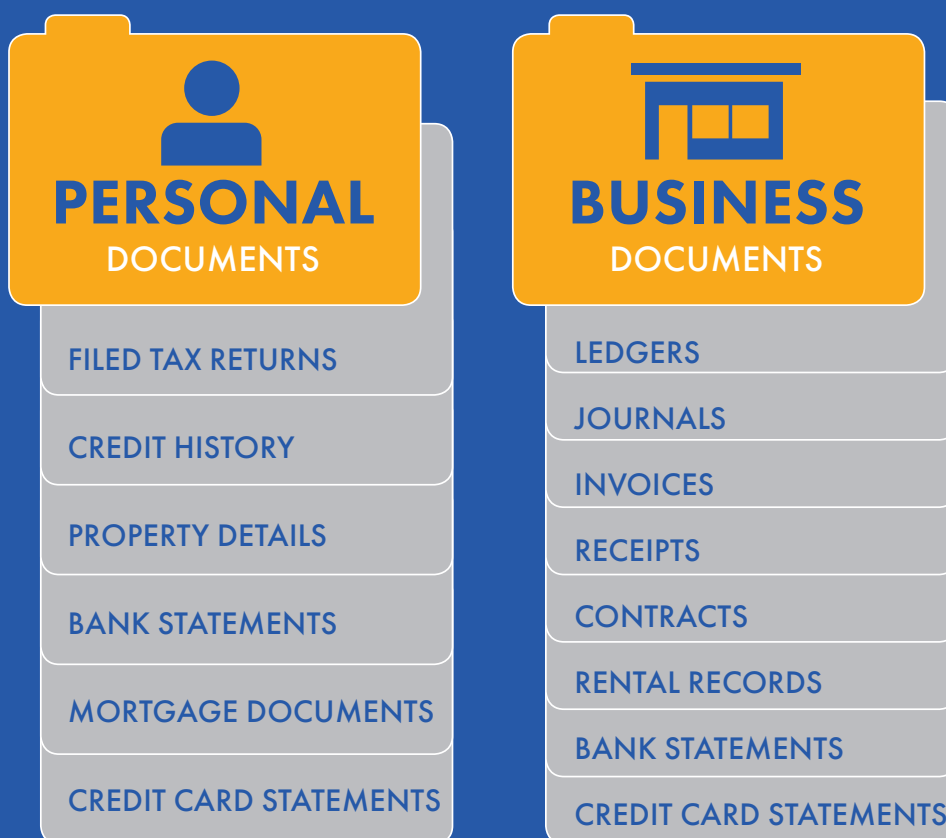 PERSONAL
DOCUMENTS
FILED TAX RETURNS
CREDIT HISTORY
PROPERTY DETAILS
BANK STATEMENTS
MORTGAGE DOCUMENTS
CREDIT CARD STATEMENTS
BUSINESS
DOCUMENTS
LEDGERS
JOURNALS
INVOICES
RECEIPTS
CONTRACTS
RENTAL RECORDS
BANK STATEMENTS
CREDIT CARD STATEMENTS